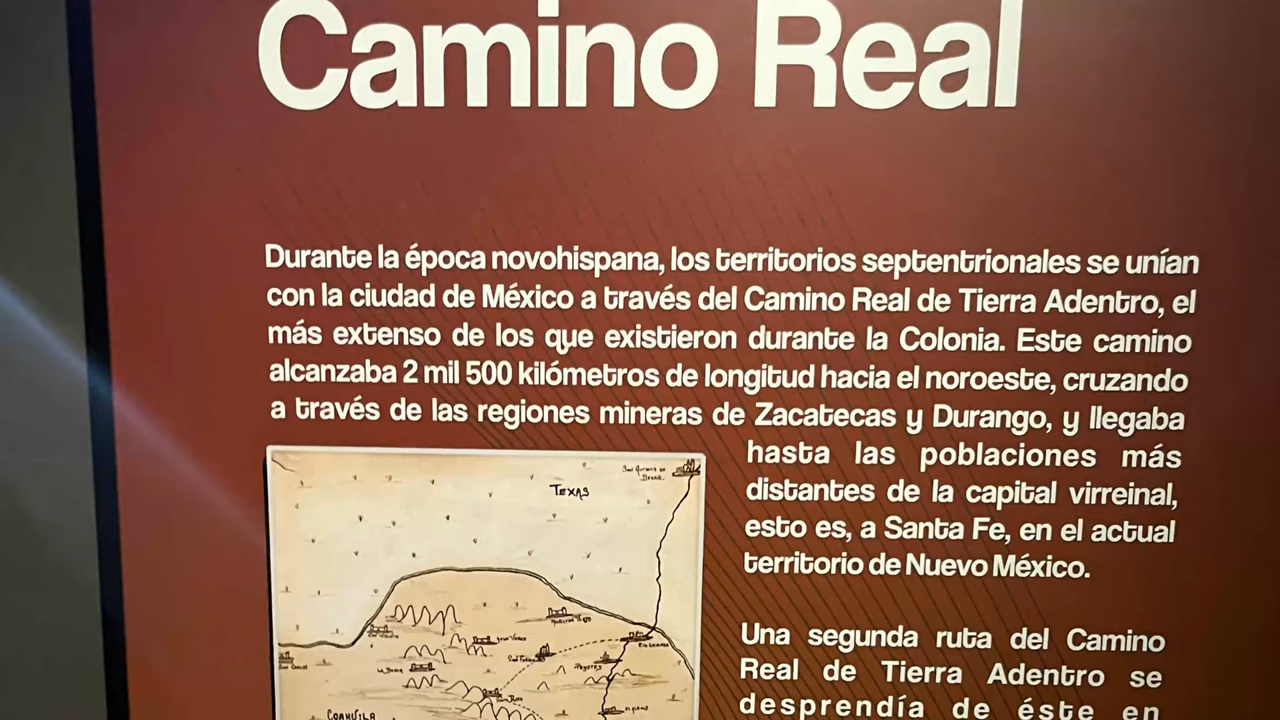 Camino Real
Durante la época novohispana, los territorios septentrionales se unían
con la ciudad de México a través del Camino Real de Tierra Adentro, el
más extenso de los que existieron durante la Colonia. Este camino
alcanzaba 2 mil 500 kilómetros de longitud hacia el noroeste, cruzando
a través de las regiones mineras de Zacatecas y Durango, y llegaba
hasta las poblaciones más
distantes de la capital virreinal,
esto es, a Santa Fe, en el actual
territorio de Nuevo México.
Una segunda ruta del Camino
Real de Tierra Adentro se
desprendía de éste en
TEXAS
COAHUILA